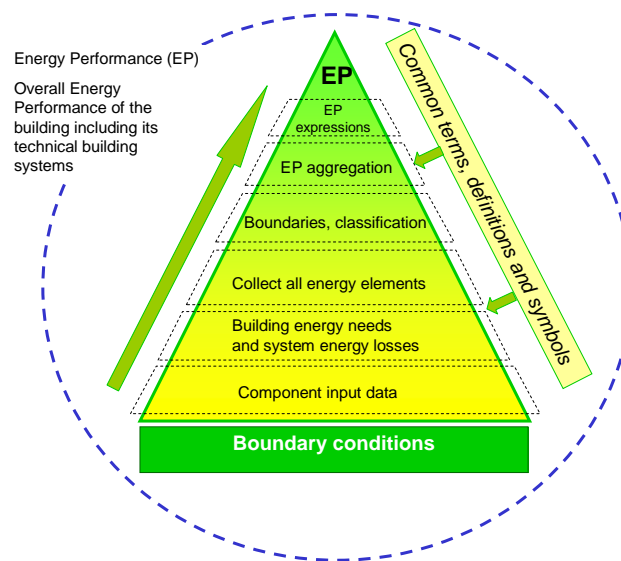 Energy Performance (EP)
Overall Energy
Performance of the
building including its
technical building
systems
EP
EP
expressions
EP aggregation
Boundaries, classification
Collect all energy elements
Building energy needs
and system energy losses
Component input data
Boundary conditions
Common terms, definitions and symbols